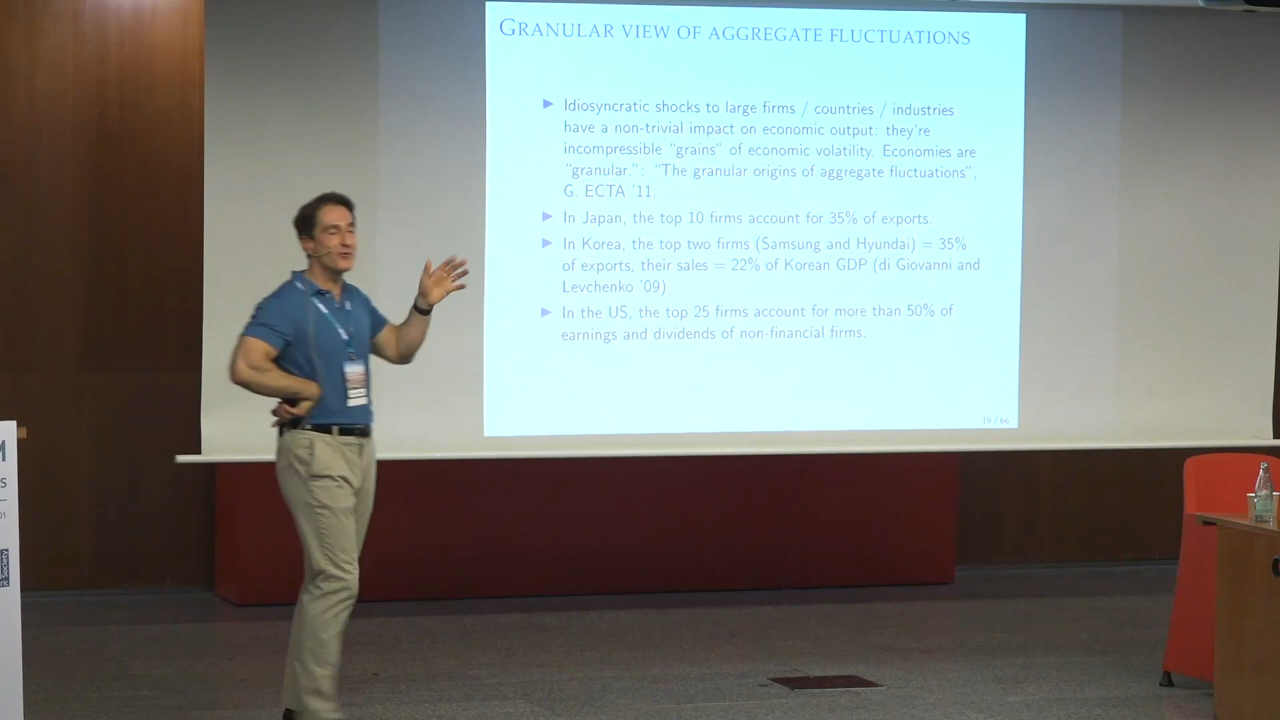 GRANULAR VIEW OF AGGREGATE FLUCTUATIONS
▶ Idiosyncratic shocks to large firms / countries / industries
have a non-trivial impact on economic output: they're
incompressible "grains" of economic volatility. Economies are
"granular.": "The granular origins of aggregate fluctuations",
G. ECTA '11.
▶ In Japan, the top 10 firms account for 35% of exports.
▶ In Korea, the top two firms (Samsung and Hyundai) = 35%
of exports, their sales = 22% of Korean GDP (di Giovanni and
Levchenko '09)
▶ In the US, the top 25 firms account for more than 50% of
earnings and dividends of non-financial firms.
19 / 66
M
S
Society